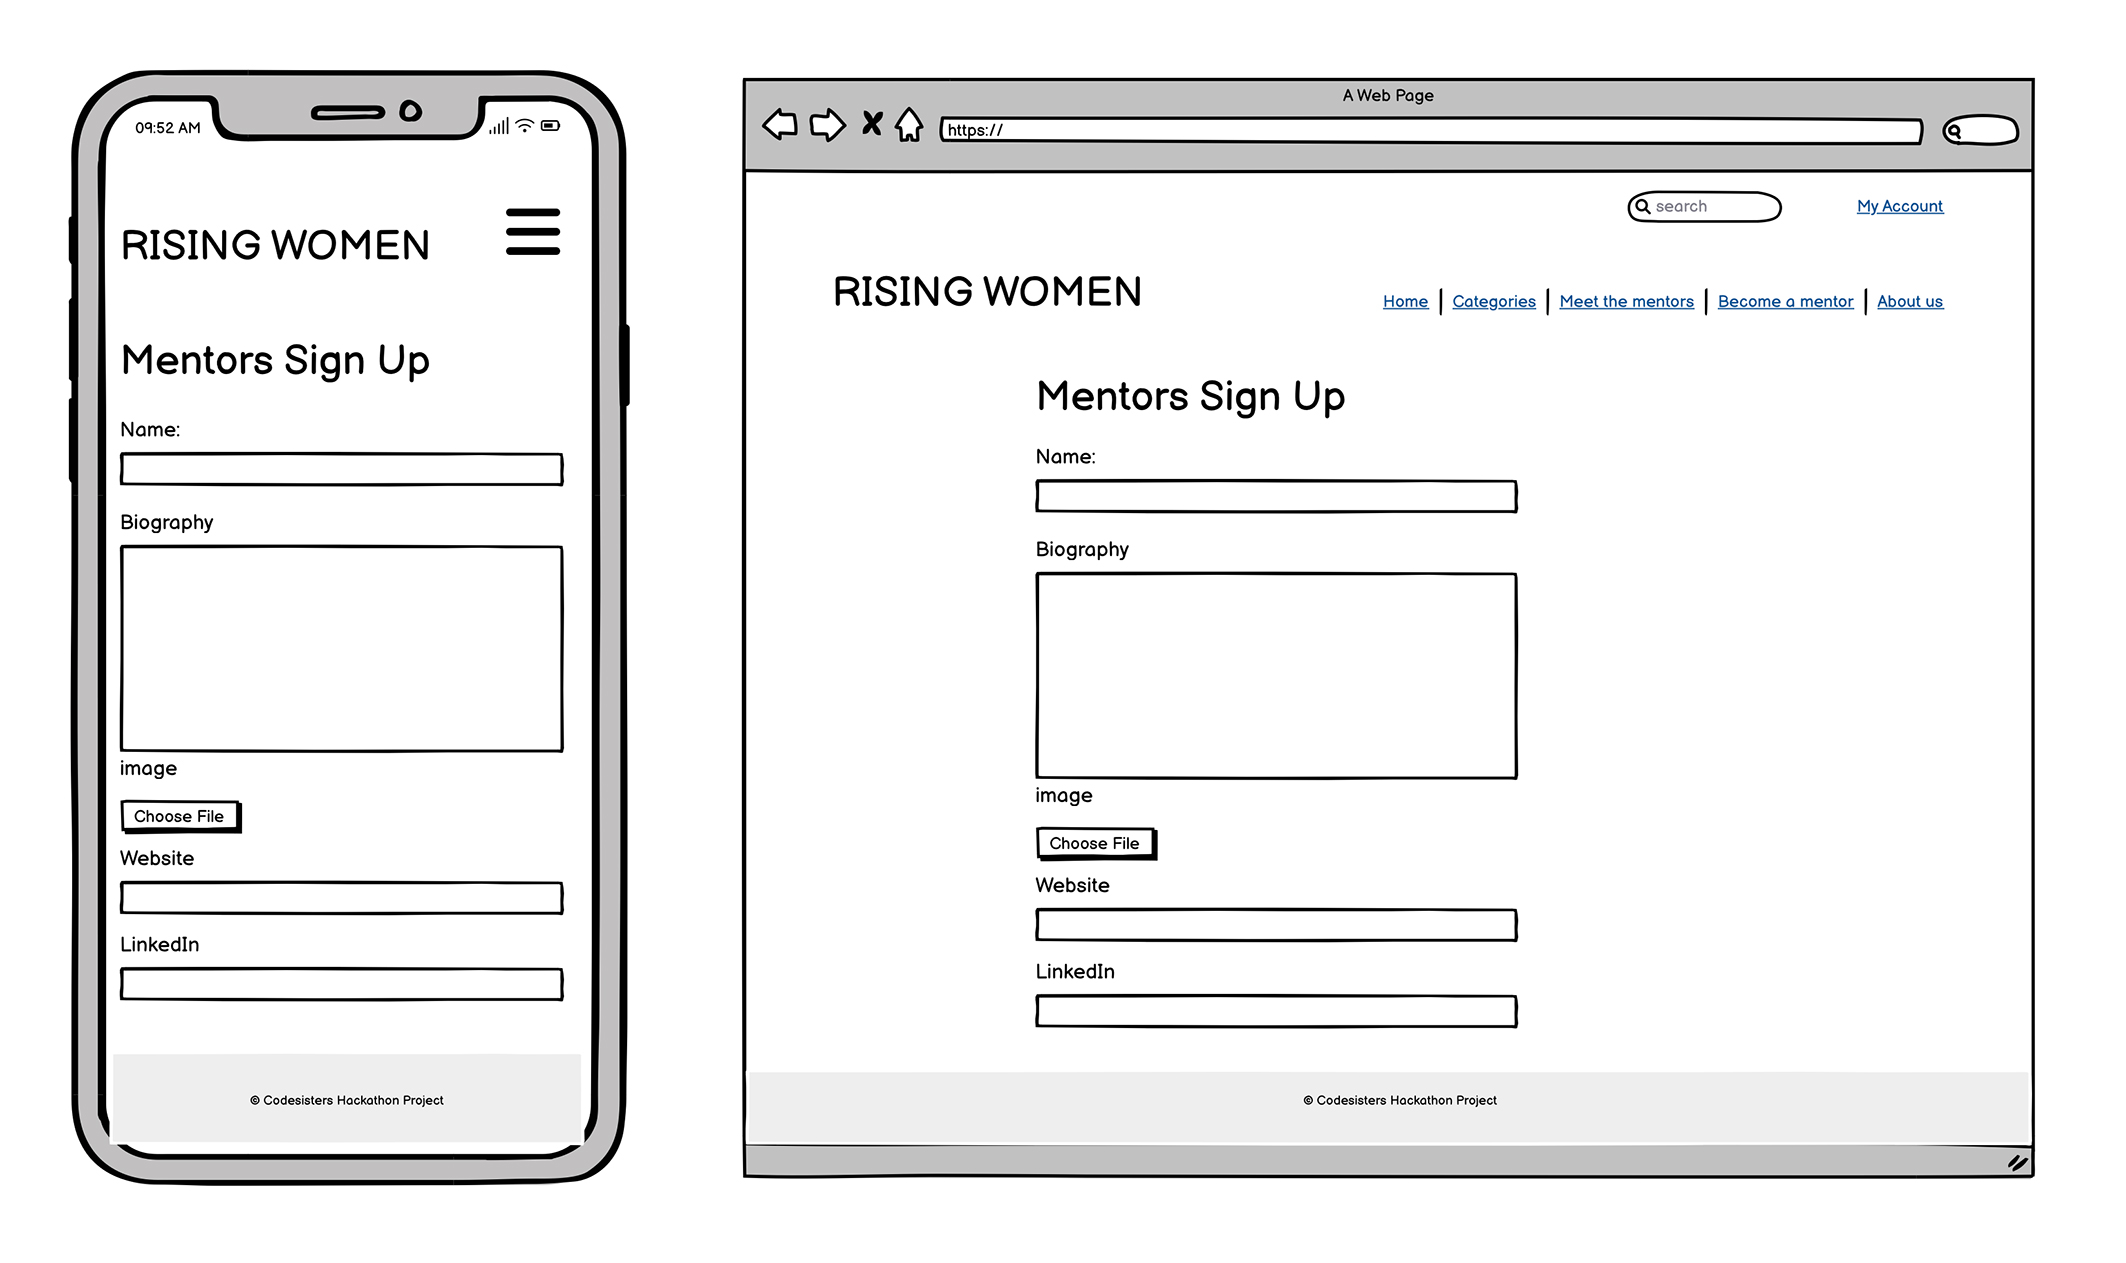 09:52 AM
RISING WOMEN
Mentors Sign Up
Name:
Biography
image
Choose File
Website
LinkedIn
© Codesisters Hackathon Project
A Web Page
https://
search
My Account
RISING WOMEN
Home | Categories | Meet the mentors | Become a mentor | About us
Mentors Sign Up
Name:
Biography
image
Choose File
Website
LinkedIn
© Codesisters Hackathon Project